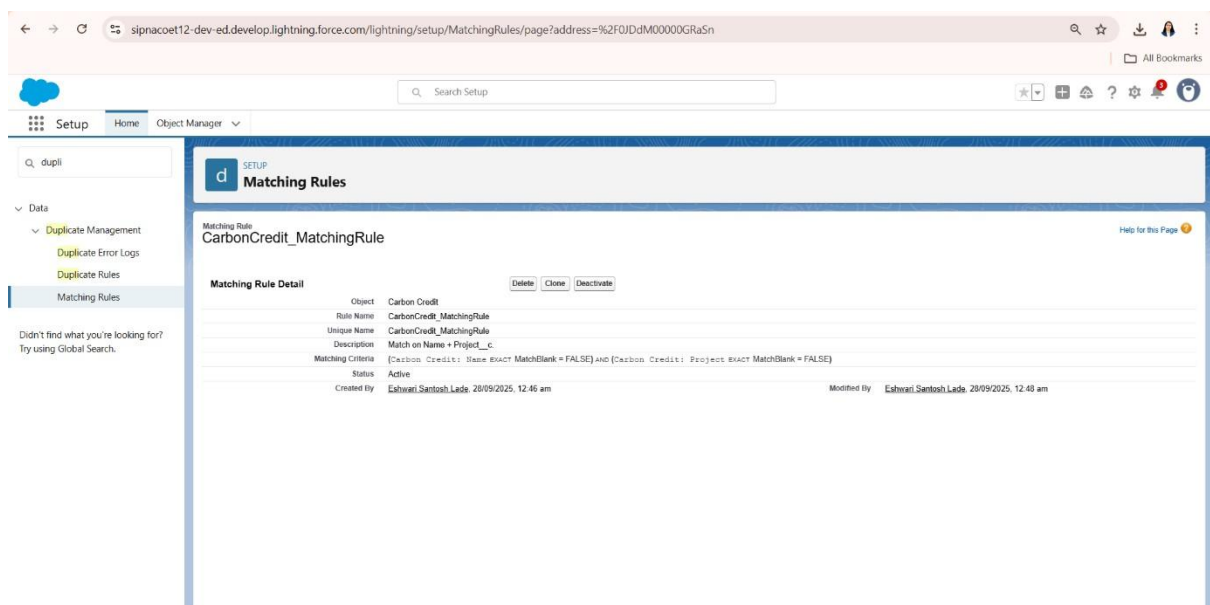 sipnacoet12-dev-ed.develop.lightning.force.com/lightning/setup/MatchingRules/page?address=%2F0JDdM00000GRaSn
All Bookmarks
Search Setup
3
Setup Home Object Manager
dupli
Data
Duplicate Management
Duplicate Error Logs
Duplicate Rules
Matching Rules
Didn't find what you're looking for?
Try using Global Search.
d
SETUP
Matching Rules
Matching Rule
CarbonCredit_MatchingRule
Help for this Page ?
Matching Rule Detail Delete Clone Deactivate
Object Carbon Credit
Rule Name CarbonCredit_MatchingRule
Unique Name CarbonCredit_MatchingRule
Description Match on Name + Project__c.
Matching Criteria (Carbon Credit: Name EXACT MatchBlank = FALSE) AND (Carbon Credit: Project EXACT MatchBlank = FALSE)
Status Active
Created By Eshwari Santosh Lade, 28/09/2025, 12:46 am Modified By Eshwari Santosh Lade, 28/09/2025, 12:48 am